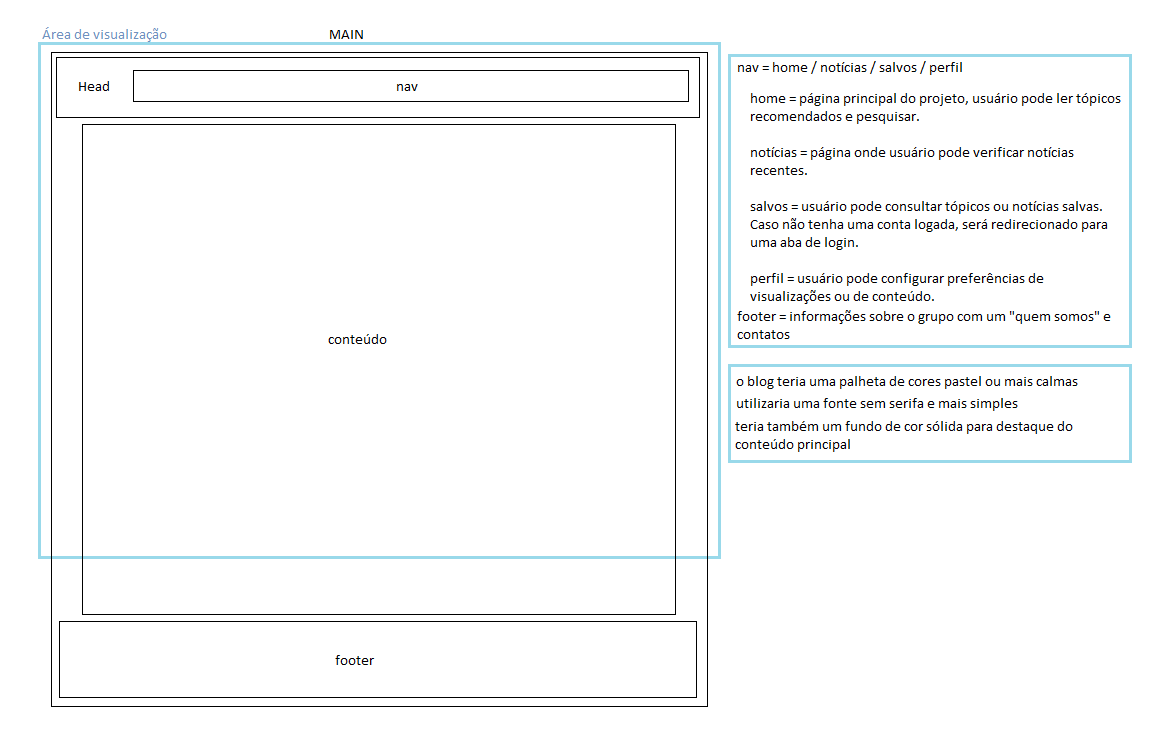 Área de visualização
MAIN
Head
nav
conteúdo
footer
nav = home / notícias / salvos / perfil
home = página principal do projeto, usuário pode ler tópicos
recomendados e pesquisar.
notícias = página onde usuário pode verificar notícias
recentes.
salvos = usuário pode consultar tópicos ou notícias salvas.
Caso não tenha uma conta logada, será redirecionado para
uma aba de login.
perfil = usuário pode configurar preferências de
visualizações ou de conteúdo.
footer = informações sobre o grupo com um "quem somos" e
contatos
o blog teria uma palheta de cores pastel ou mais calmas
utilizaria uma fonte sem serifa e mais simples
teria também um fundo de cor sólida para destaque do
conteúdo principal